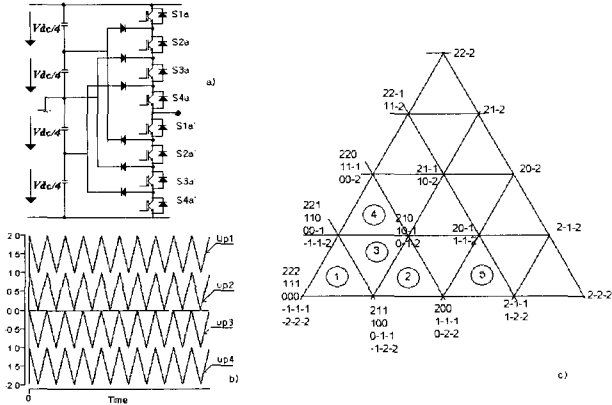 Vdc/4
Vdc/4
Vdc/4
Vdc/4
S1a
S2a
S3a
S4a
S1a'
S2a'
S3a'
S4a'
a)
2.0
1.5
1.0
0.5
0.0
0.5
1.0
1.5
2.0
up1
up2
up3
up4
0
Time
b)
22-2
22-1
11-2
21-2
220
11-1
00-2
21-1
10-2
20-2
221
110
00-1
-1-1-2
210
10-1
0-1-2
20-1
1-1-2
2-1-2
222
111
000
-1-1-1
-2-2-2
211
100
0-1-1
-1-2-2
200
1-1-1
0-2-2
2-1-1
1-2-2
2-2-2
1
2
3
4
5
c)